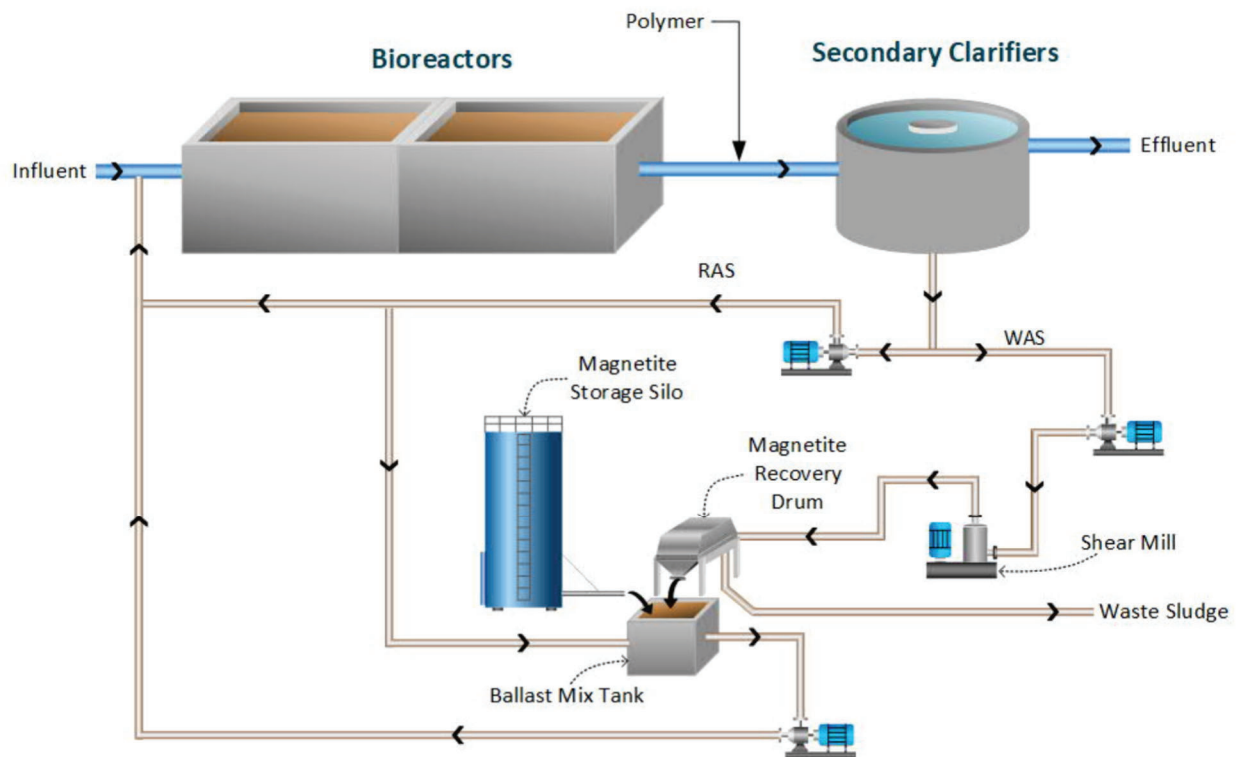 Polymer
Bioreactors
Secondary Clarifiers
Influent
Effluent
RAS
WAS
Magnetite
Storage Silo
Magnetite
Recovery
Drum
Shear Mill
Waste Sludge
Ballast Mix Tank